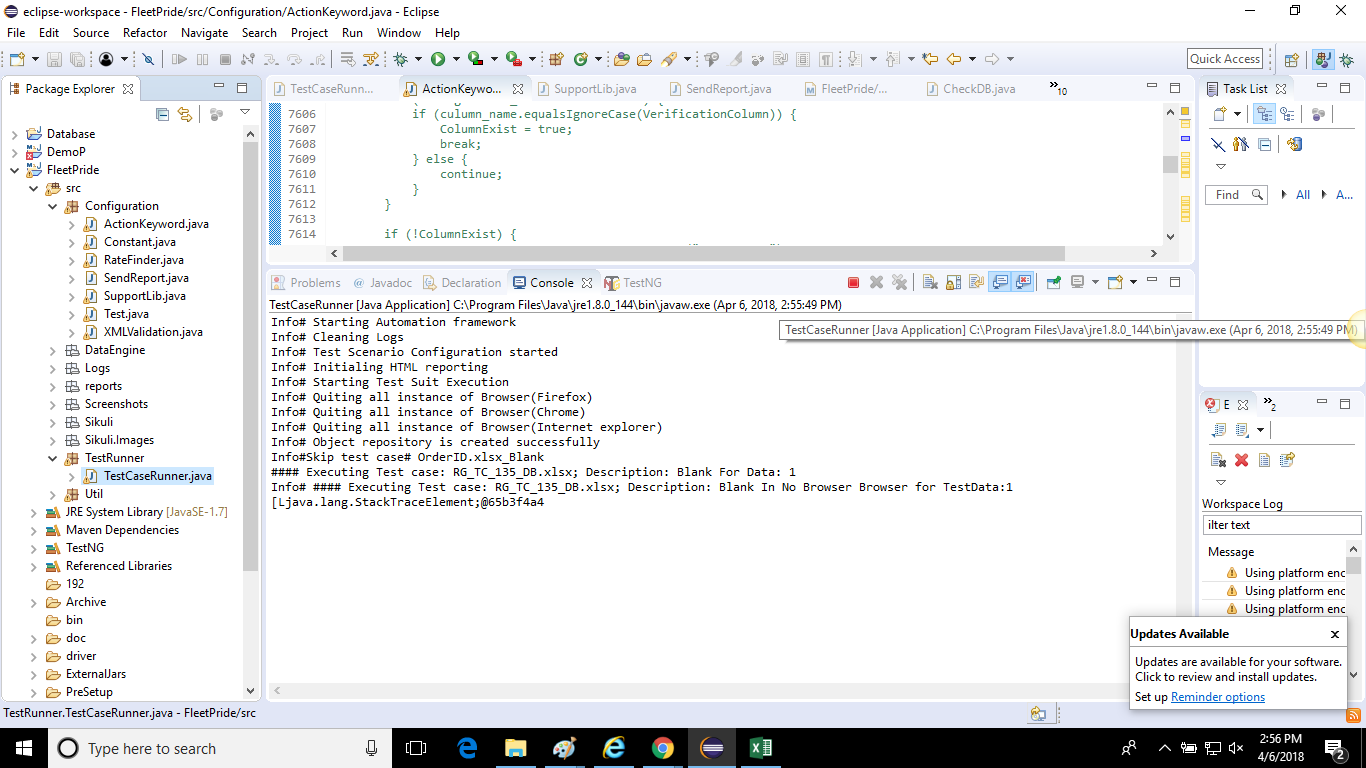 eclipse-workspace - FleetPride/src/Configuration/ActionKeyword.java - Eclipse
File Edit Source Refactor Navigate Search Project Run Window Help
Quick Access
Package Explorer
Database
DemoP
FleetPride
src
Configuration
ActionKeyword.java
Constant.java
RateFinder.java
SendReport.java
SupportLib.java
Test.java
XMLValidation.java
DataEngine
Logs
reports
Screenshots
Sikuli
Sikuli.Images
TestRunner
TestCaseRunner.java
Util
JRE System Library [JavaSE-1.7]
Maven Dependencies
TestNG
Referenced Libraries
192
Archive
bin
doc
driver
ExternalJars
PreSetup
TestCaseRunn... ActionKeywo... SupportLib.java SendReport.java FleetPride/... CheckDB.java »10
7606 if (culumn_name.equalsIgnoreCase(VerificationColumn)) {
7607 ColumnExist = true;
7608 break;
7609 } else {
7610 continue;
7611 }
7612 }
7613
7614 if (!ColumnExist) {
Problems @ Javadoc Declaration Console TestNG
TestCaseRunner [Java Application] C:\Program Files\Java\jre1.8.0_144\bin\javaw.exe (Apr 6, 2018, 2:55:49 PM)
TestCaseRunner [Java Application] C:\Program Files\Java\jre1.8.0_144\bin\javaw.exe (Apr 6, 2018, 2:55:49 PM)
Info# Starting Automation framework
Info# Cleaning Logs
Info# Test Scenario Configuration started
Info# Initialing HTML reporting
Info# Starting Test Suit Execution
Info# Quiting all instance of Browser(Firefox)
Info# Quiting all instance of Browser(Chrome)
Info# Quiting all instance of Browser(Internet explorer)
Info# Object repository is created successfully
Info#Skip test case# OrderID.xlsx_Blank
#### Executing Test case: RG_TC_135_DB.xlsx; Description: Blank For Data: 1
Info# #### Executing Test case: RG_TC_135_DB.xlsx; Description: Blank In No Browser Browser for TestData:1
[Ljava.lang.StackTraceElement;@65b3f4a4
Task List
Find All A...
E »2
Workspace Log
ilter text
Message
Using platform enc
Using platform enc
Using platform enc
Updates Available x
Updates are available for your software.
Click to review and install updates.
Set up Reminder options
TestRunner.TestCaseRunner.java - FleetPride/src
Type here to search
2:56 PM
4/6/2018
2